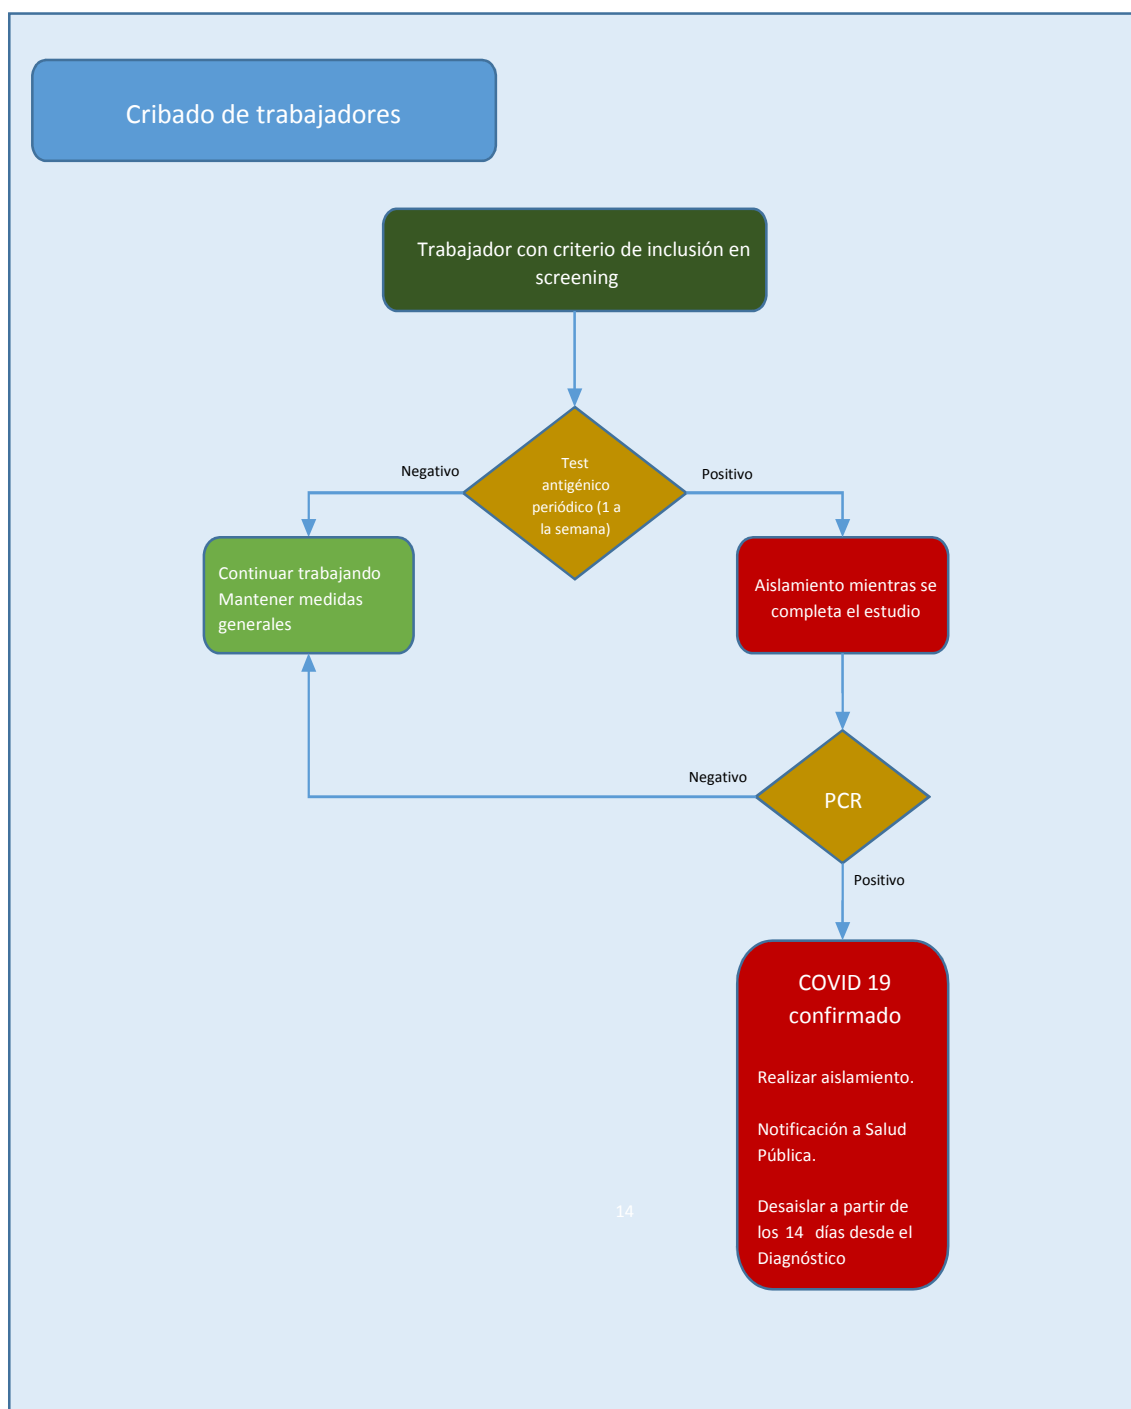 Cribado de trabajadores
Trabajador con criterio de inclusión en
screening
Negativo
Test
antigénico
periódico (1 a
la semana)
Positivo
Continuar trabajando
Mantener medidas
generales
Aislamiento mientras se
completa el estudio
Negativo
PCR
Positivo
COVID 19
confirmado
Realizar aislamiento.
Notificación a Salud
Pública.
Desaislar a partir de
los 14 días desde el
Diagnóstico
14